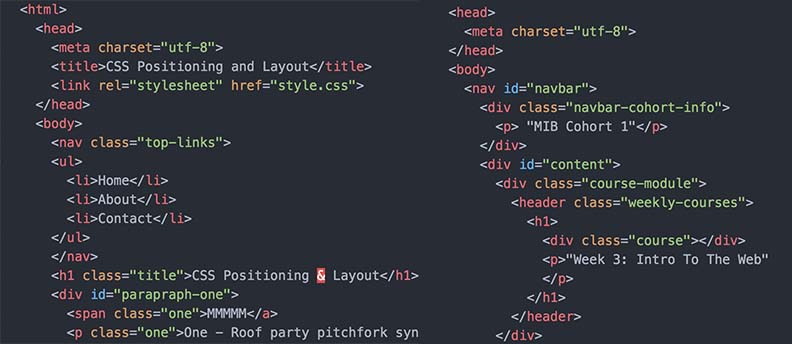 <html>
<head>
<meta charset="utf-8">
<title>CSS Positioning and Layout</title>
<link rel="stylesheet" href="style.css">
</head>
<body>
<nav class="top-links">
<ul>
<li>Home</li>
<li>About</li>
<li>Contact</li>
</ul>
</nav>
<h1 class="title">CSS Positioning & Layout</h1>
<div id="parapraph-one">
<span class="one">MMMMM</a>
<p class="one">One – Roof party pitchfork syn
<head>
<meta charset="utf-8">
</head>
<body>
<nav id="navbar">
<div class="navbar-cohort-info">
<p> "MIB Cohort 1"</p>
</div>
<div id="content">
<div class="course-module">
<header class="weekly-courses">
<h1>
<div class="course"></div>
<p>"Week 3: Intro To The Web"
</p>
</h1>
</header>
</div>